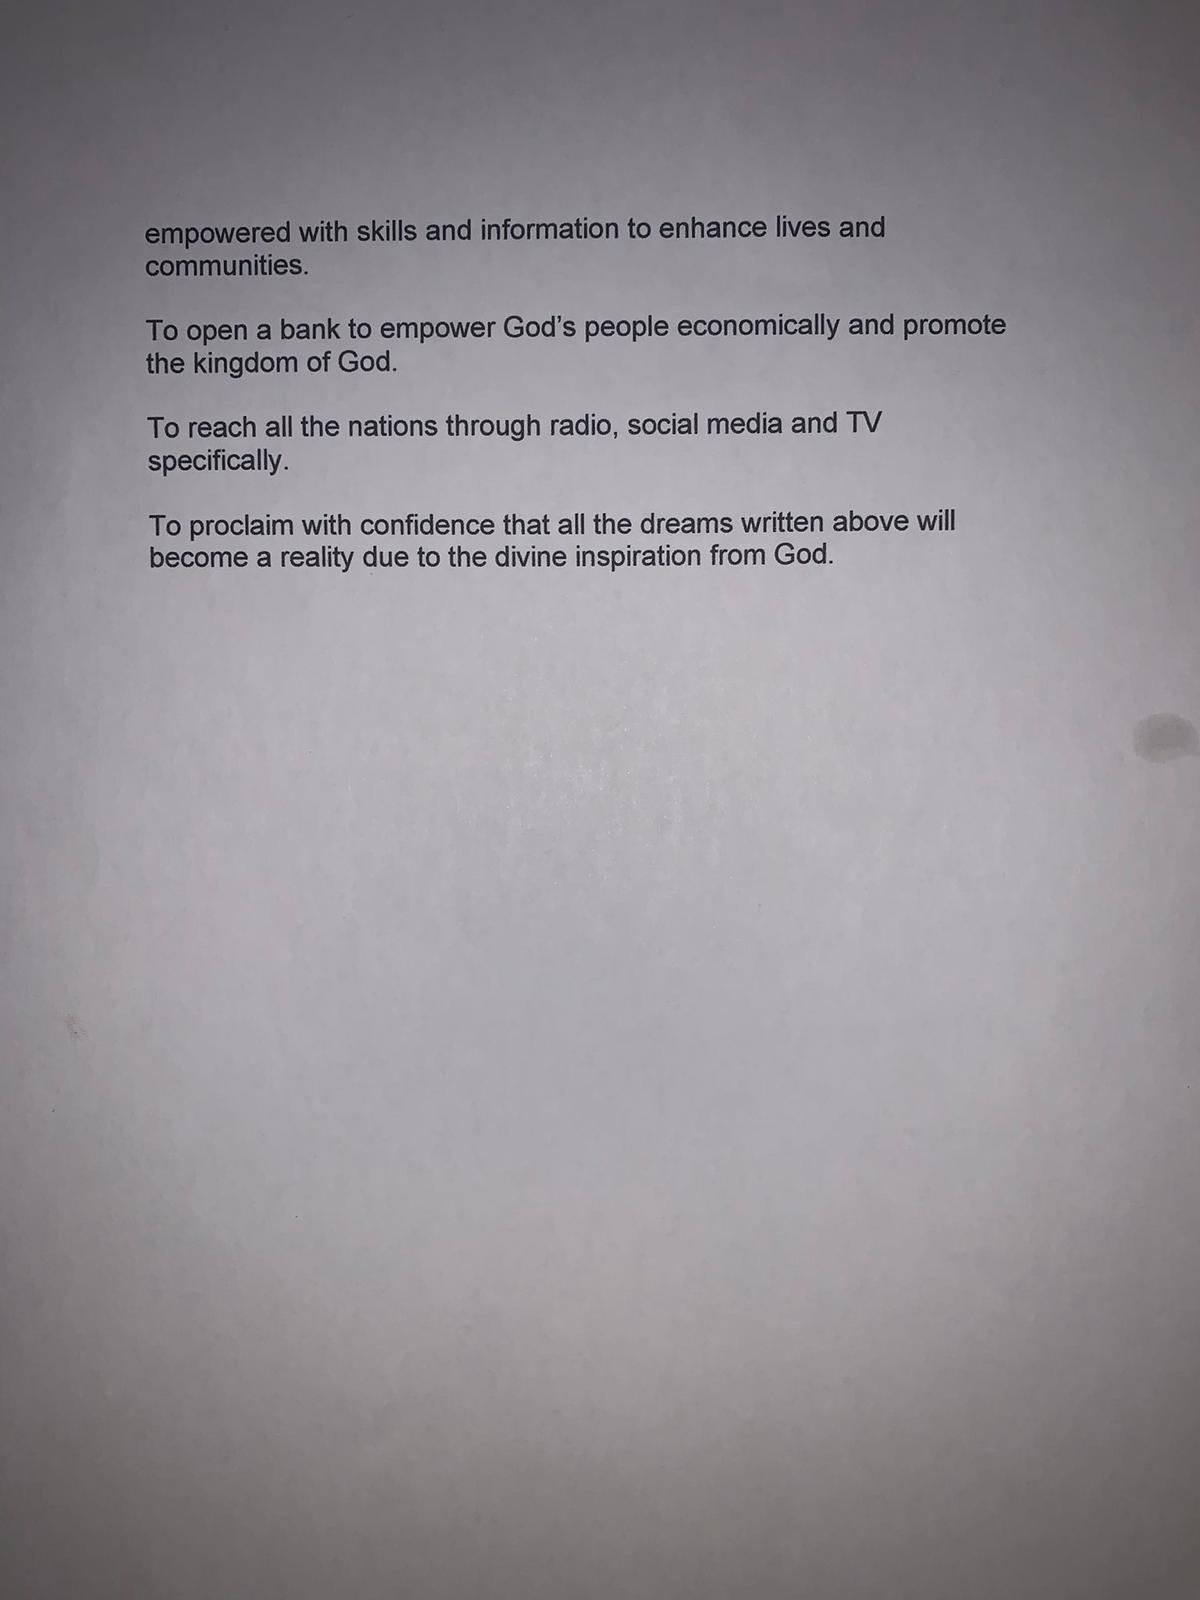 empowered with skills and information to enhance lives and
communities.
To open a bank to empower God's people economically and promote
the kingdom of God.
To reach all the nations through radio, social media and TV
specifically.
To proclaim with confidence that all the dreams written above will
become a reality due to the divine inspiration from God.